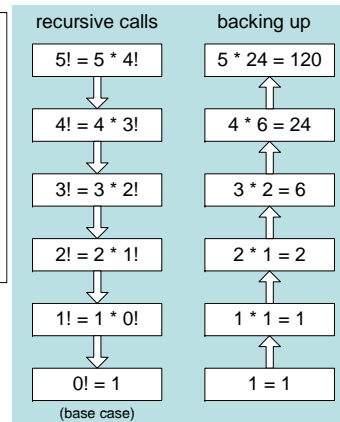 recursive calls
5! = 5 * 4!
4! = 4 * 3!
3! = 3 * 2!
2! = 2 * 1!
1! = 1 * 0!
0! = 1
(base case)
backing up
5 * 24 = 120
4 * 6 = 24
3 * 2 = 6
2 * 1 = 2
1 * 1 = 1
1 = 1